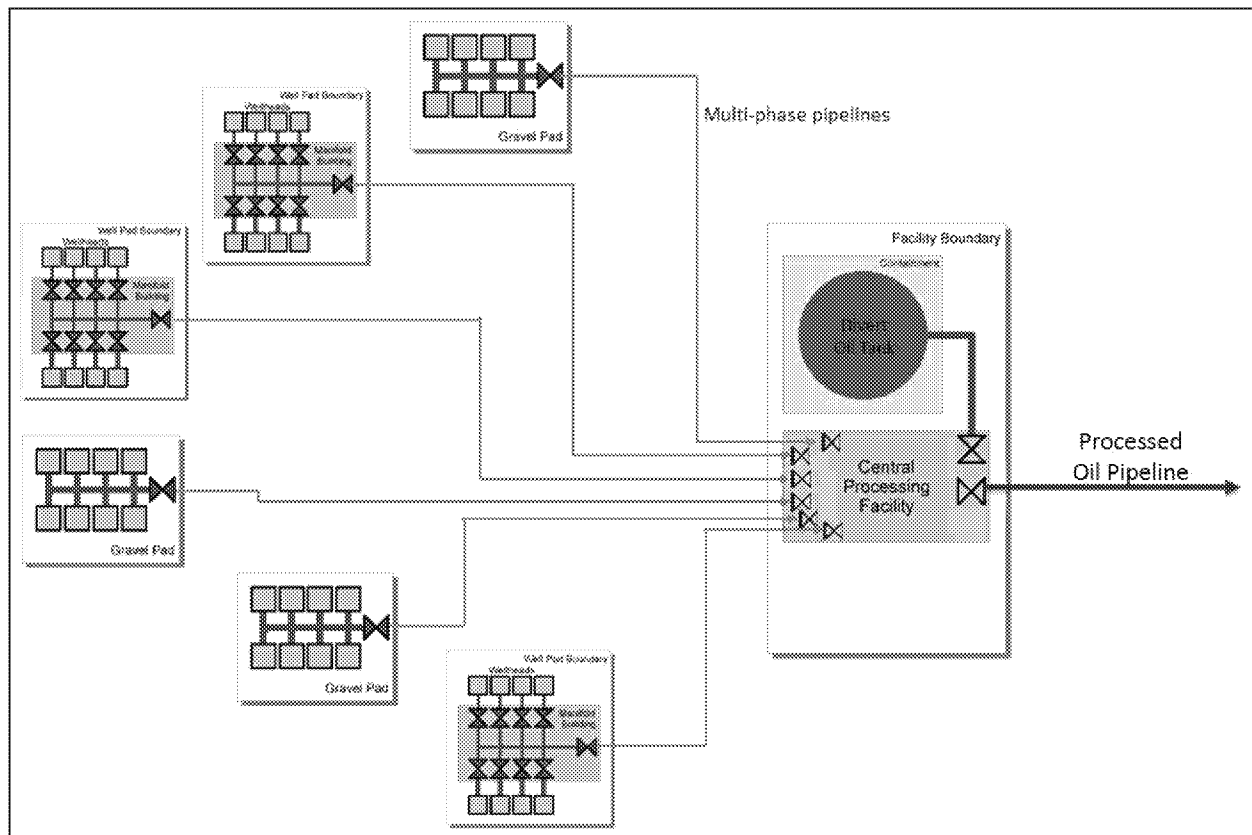 Gravel Pad
Multi-phase pipelines
Well Pad Boundary
Wellheads
Manifold
Building
Well Pad Boundary
Wellheads
Manifold
Building
Facility Boundary
Containment
Divert
Oil Tank
Central
Processing
Facility
Processed
Oil Pipeline
Gravel Pad
Gravel Pad
Well Pad Boundary
Wellheads
Manifold
Building